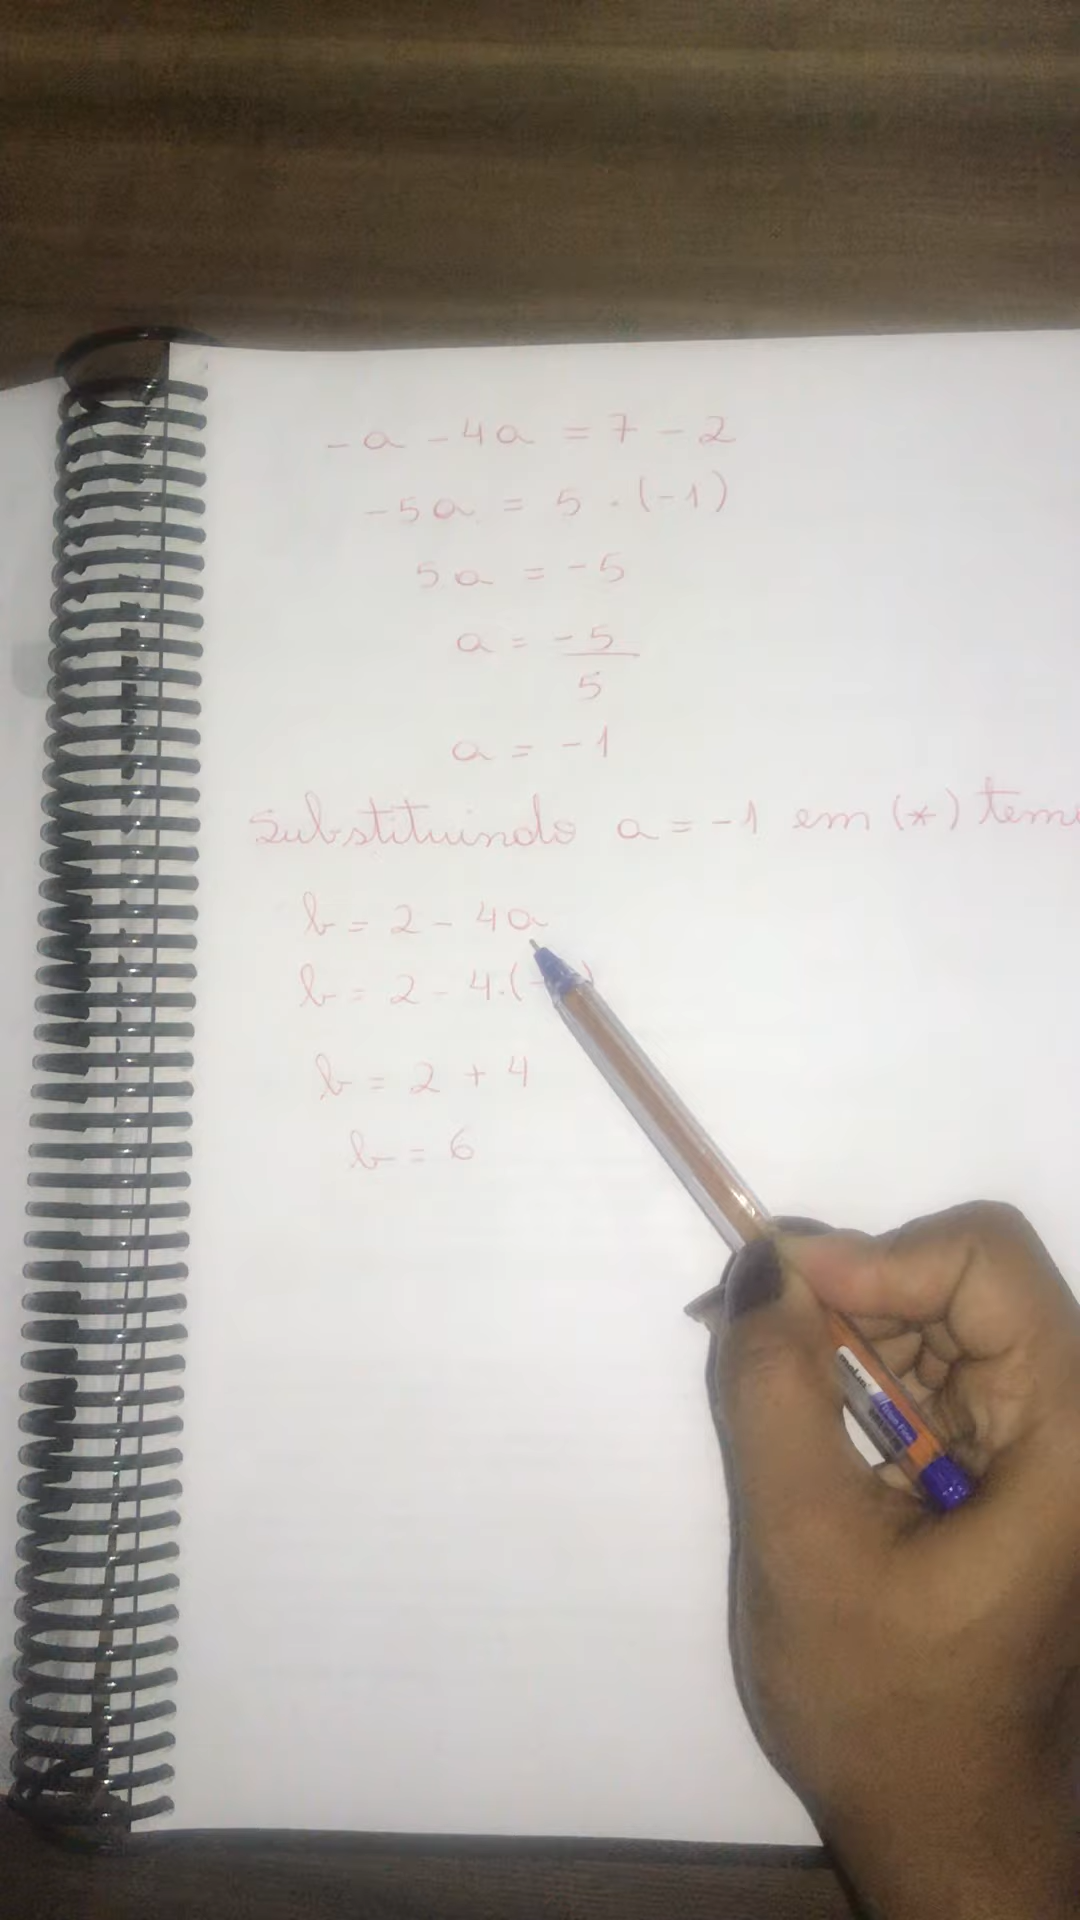 -a - 4a = 7 - 2
-5a = 5 . (-1)
5a = -5
a = -5
5
a = -1
Substituindo a = -1 em (*)
b = 2 - 4a
b = 2 - 4.(-
b = 2 + 4
b = 6
molin